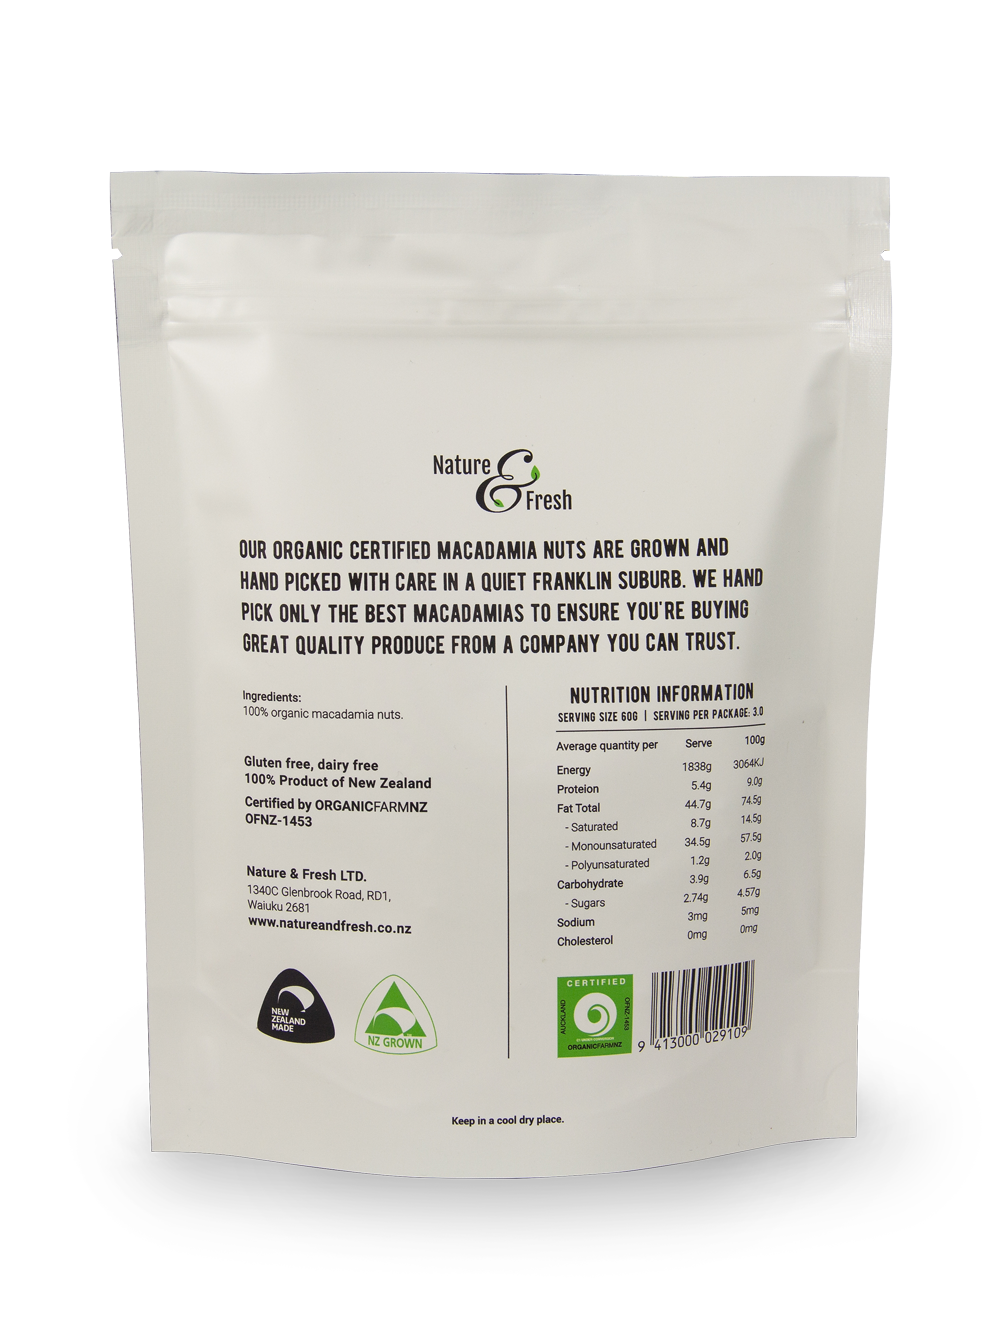 Nature &
Fresh
OUR ORGANIC CERTIFIED MACADAMIA NUTS ARE GROWN AND
HAND PICKED WITH CARE IN A QUIET FRANKLIN SUBURB. WE HAND
PICK ONLY THE BEST MACADAMIAS TO ENSURE YOU'RE BUYING
GREAT QUALITY PRODUCE FROM A COMPANY YOU CAN TRUST.
Ingredients:
100% organic macadamia nuts.
Gluten free, dairy free
100% Product of New Zealand
Certified by ORGANICFARMNZ
OFNZ-1453
Nature & Fresh LTD.
1340C Glenbrook Road, RD1,
Waiuku 2681
www.natureandfresh.co.nz
NEW
ZEALAND
MADE
NZ GROWN
NUTRITION INFORMATION
SERVING SIZE 60G | SERVING PER PACKAGE: 3.0
Average quantity per Serve 100g
Energy 1838g 3064KJ
Proteion 5.4g 9.0g
Fat Total 44.7g 74.5g
- Saturated 8.7g 14.5g
- Monounsaturated 34.5g 57.5g
- Polyunsaturated 1.2g 2.0g
Carbohydrate 3.9g 6.5g
- Sugars 2.74g 4.57g
Sodium 3mg 5mg
Cholesterol 0mg 0mg
CERTIFIED
AUCKLAND
OFNZ-1453
ORGANICFARMNZ
9 413000 029109
Keep in a cool dry place.